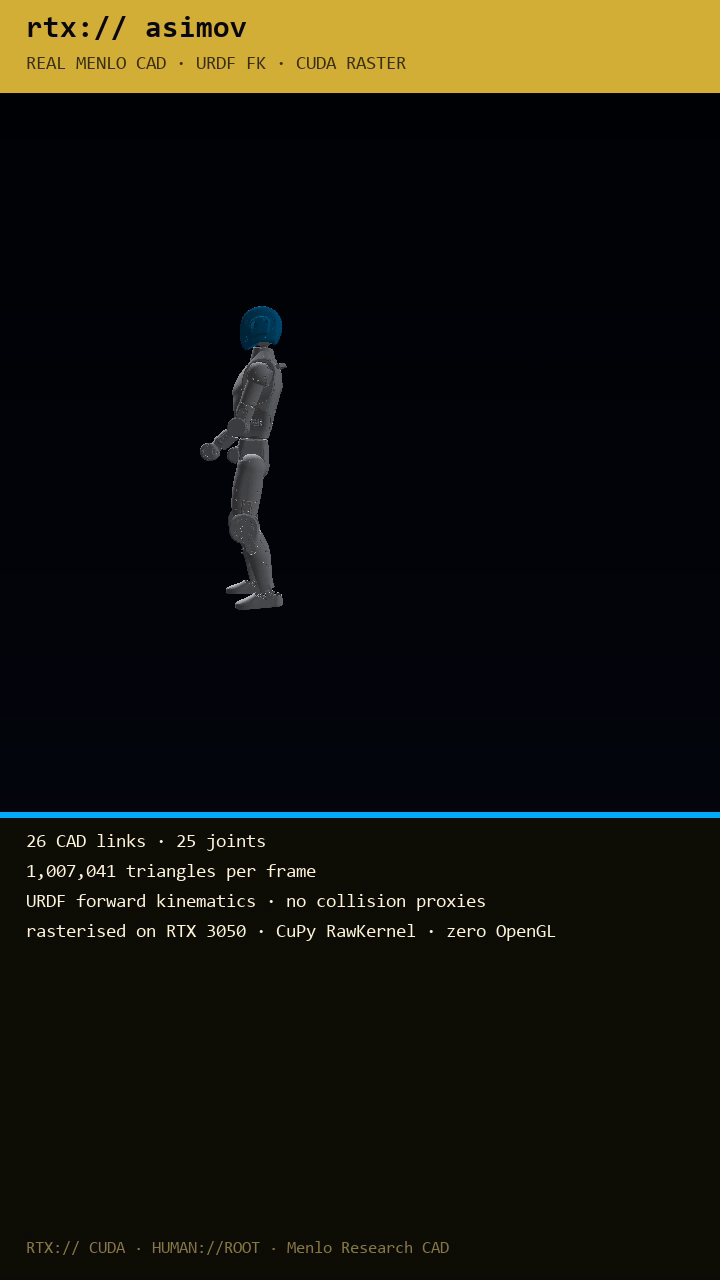 rtx:// asimov
REAL MENLO CAD · URDF FK · CUDA RASTER
26 CAD links · 25 joints
1,007,041 triangles per frame
URDF forward kinematics · no collision proxies
rasterised on RTX 3050 · CuPy RawKernel · zero OpenGL
RTX:// CUDA · HUMAN://ROOT · Menlo Research CAD